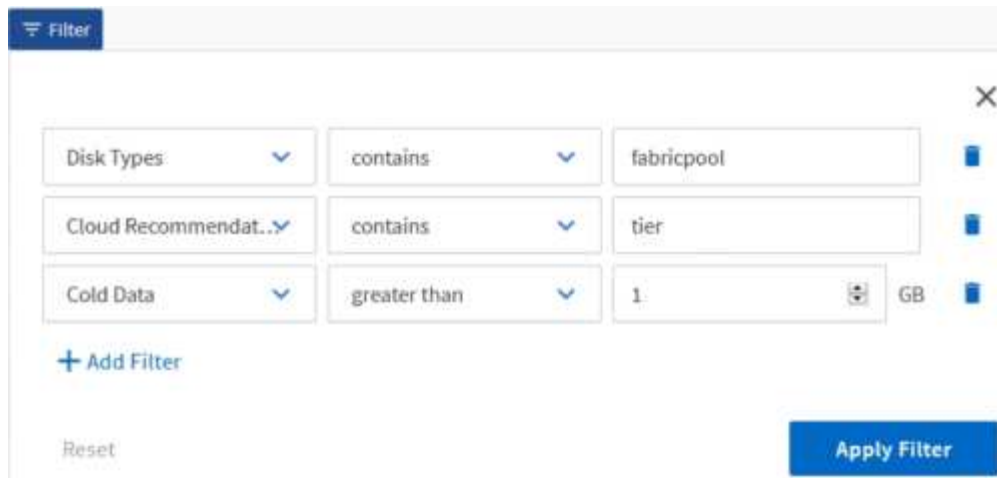 Filter
Disk Types contains fabricpool
Cloud Recommendat... contains tier
Cold Data greater than 1 GB
+ Add Filter
Reset Apply Filter